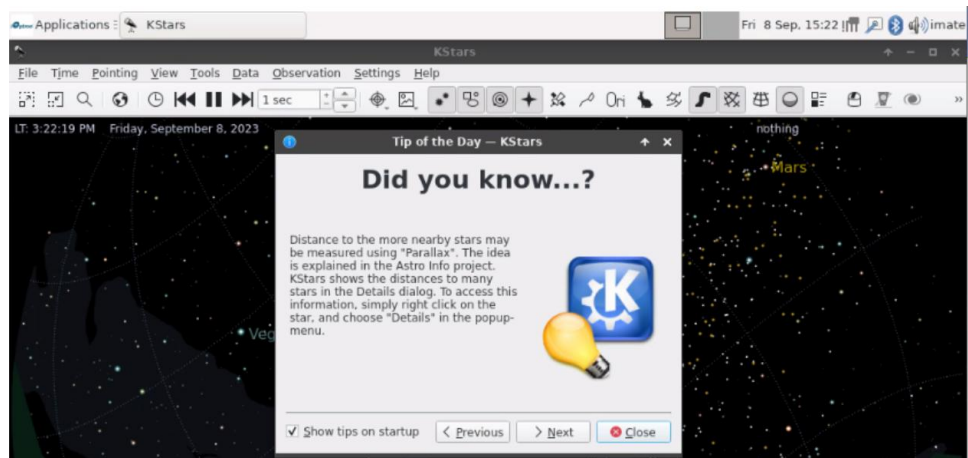 Applications
KStars
Fri 8 Sep, 15:22
imate
KStars
File Time Pointing View Tools Data Observation Settings Help
1 sec
Ori
»
LT: 3:22:19 PM Friday, September 8, 2023
nothing
Tip of the Day — KStars
Mars
Did you know...?
Distance to the more nearby stars may
be measured using "Parallax". The idea
is explained in the Astro Info project.
KStars shows the distances to many
stars in the Details dialog. To access this
information, simply right click on the
star, and choose "Details" in the popup-
menu.
Veg
Show tips on startup
< Previous
> Next
Close